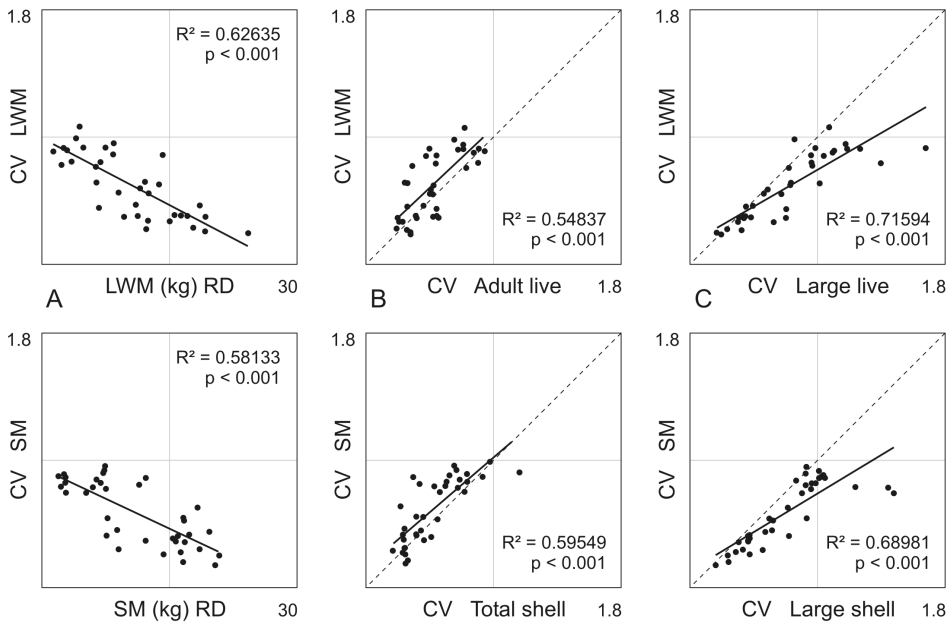 1.8
R² = 0.62635
p < 0.001
CV LWM
A
LWM (kg) RD
30
1.8
R² = 0.54837
p < 0.001
CV LWM
B
CV Adult live
1.8
1.8
R² = 0.71594
p < 0.001
CV LWM
C
CV Large live
1.8
1.8
R² = 0.58133
p < 0.001
CV SM
SM (kg) RD
30
1.8
R² = 0.59549
p < 0.001
CV SM
CV Total shell
1.8
1.8
R² = 0.68981
p < 0.001
CV SM
CV Large shell
1.8